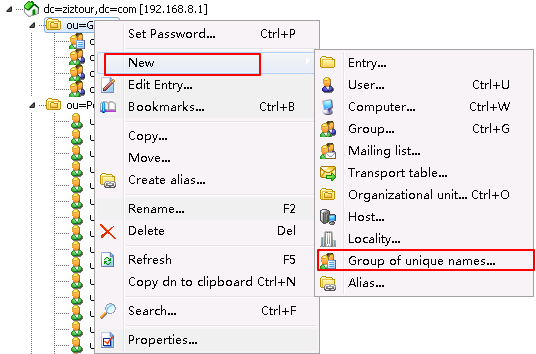 dc=ziztour,dc=com [192.168.8.1]
ou=G
ou=Pe
Set Password... Ctrl+P
New
Edit Entry...
Bookmarks... Ctrl+B
Copy...
Move...
Create alias...
Rename... F2
Delete Del
Refresh F5
Copy dn to clipboard Ctrl+N
Search... Ctrl+F
Properties...
Entry...
User... Ctrl+U
Computer... Ctrl+W
Group... Ctrl+G
Mailing list...
Transport table...
Organizational unit... Ctrl+O
Host...
Locality...
Group of unique names...
Alias...